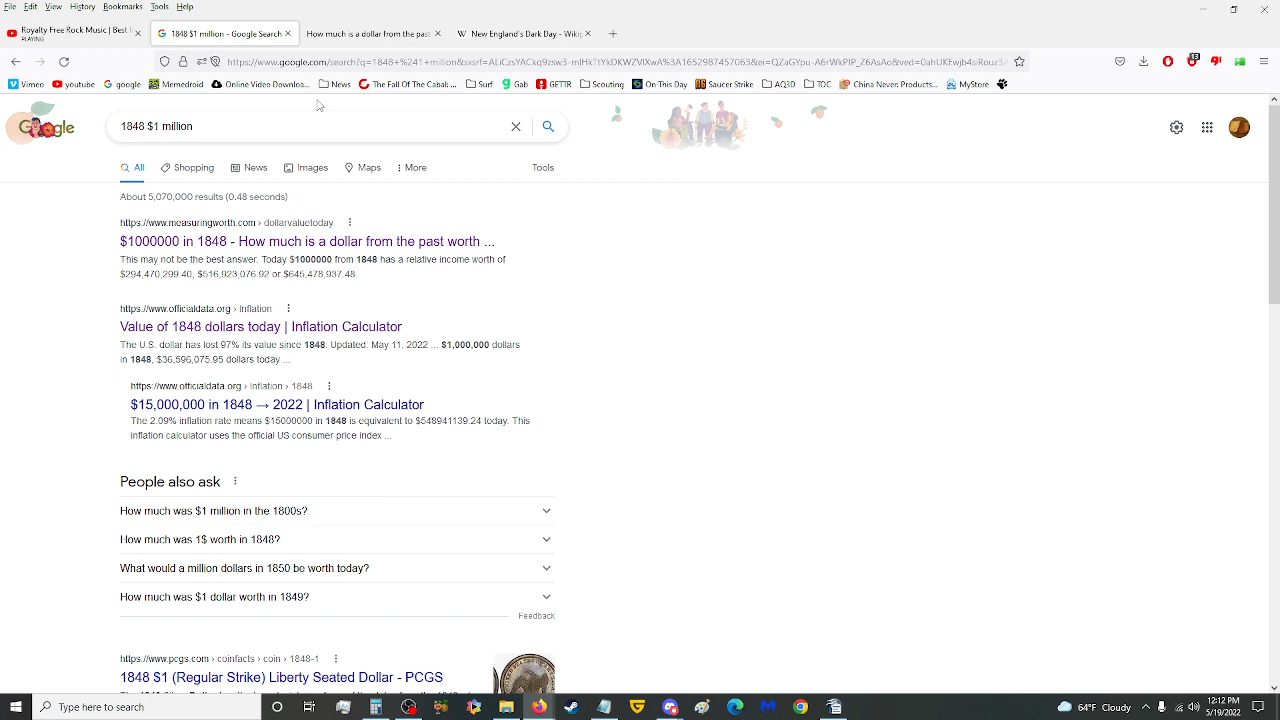 File Edit View History Bookmarks Tools Help
Royalty Free Rock Music | Best I
PLAYING
1848 $1 million - Google Search
How much is a dollar from the past
New England's Dark Day - Wikip
Vimeo youtube google Memedroid Online Video Downloa... News The Fall Of The Cabal: ... Surf Gab GETTR Scouting On This Day Saucer Strike AQ3D TDC China Never Products... MyStore
Google
1848 $1 million
All Shopping News Images Maps More Tools
About 5,070,000 results (0.48 seconds)
https://www.measuringworth.com › dollarvaluetoday
$1000000 in 1848 - How much is a dollar from the past worth ...
This may not be the best answer. Today $1000000 from 1848 has a relative income worth of
$294,470,299.40, $516,923,076.92 or $645,478,937.48.
https://www.officialdata.org › Inflation
Value of 1848 dollars today | Inflation Calculator
The U.S. dollar has lost 97% its value since 1848. Updated: May 11, 2022 ... $1,000,000 dollars
in 1848, $36,596,075.95 dollars today ...
https://www.officialdata.org › Inflation › 1848
$15,000,000 in 1848 → 2022 | Inflation Calculator
The 2.09% inflation rate means $15000000 in 1848 is equivalent to $548941139.24 today. This
inflation calculator uses the official US consumer price index ...
People also ask
How much was $1 million in the 1800s?
How much was 1$ worth in 1848?
What would a million dollars in 1850 be worth today?
How much was $1 dollar worth in 1849?
Feedback
https://www.pcgs.com › coinfacts › coin › 1848-1
1848 $1 (Regular Strike) Liberty Seated Dollar - PCGS
Type here to search
64°F Cloudy
12:12 PM
5/19/2022